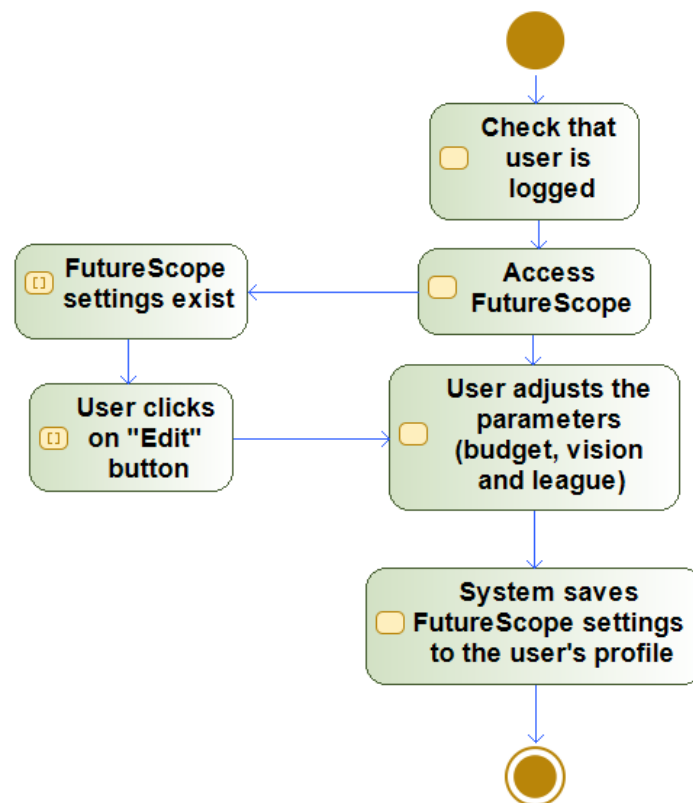 Check that
user is
logged
FutureScope
settings exist
Access
FutureScope
User clicks
on "Edit"
button
User adjusts the
parameters
(budget, vision
and league)
System saves
FutureScope settings
to the user's profile